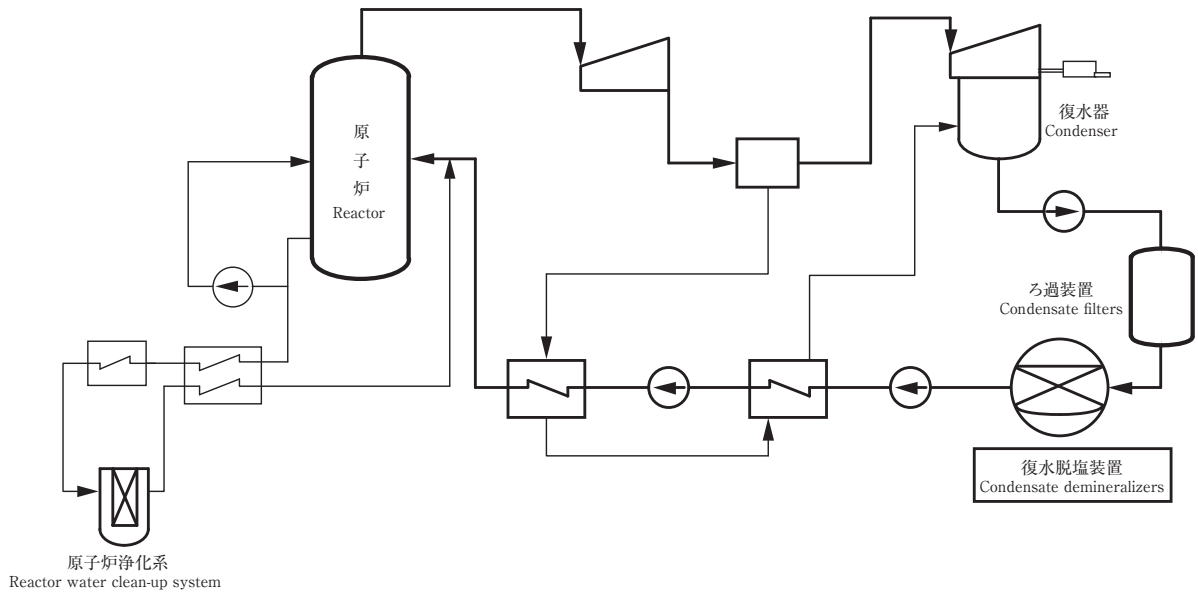 原
子
炉
Reactor
復水器
Condenser
ろ過装置
Condensate filters
復水脱塩装置
Condensate demineralizers
原子炉浄化系
Reactor water clean-up system